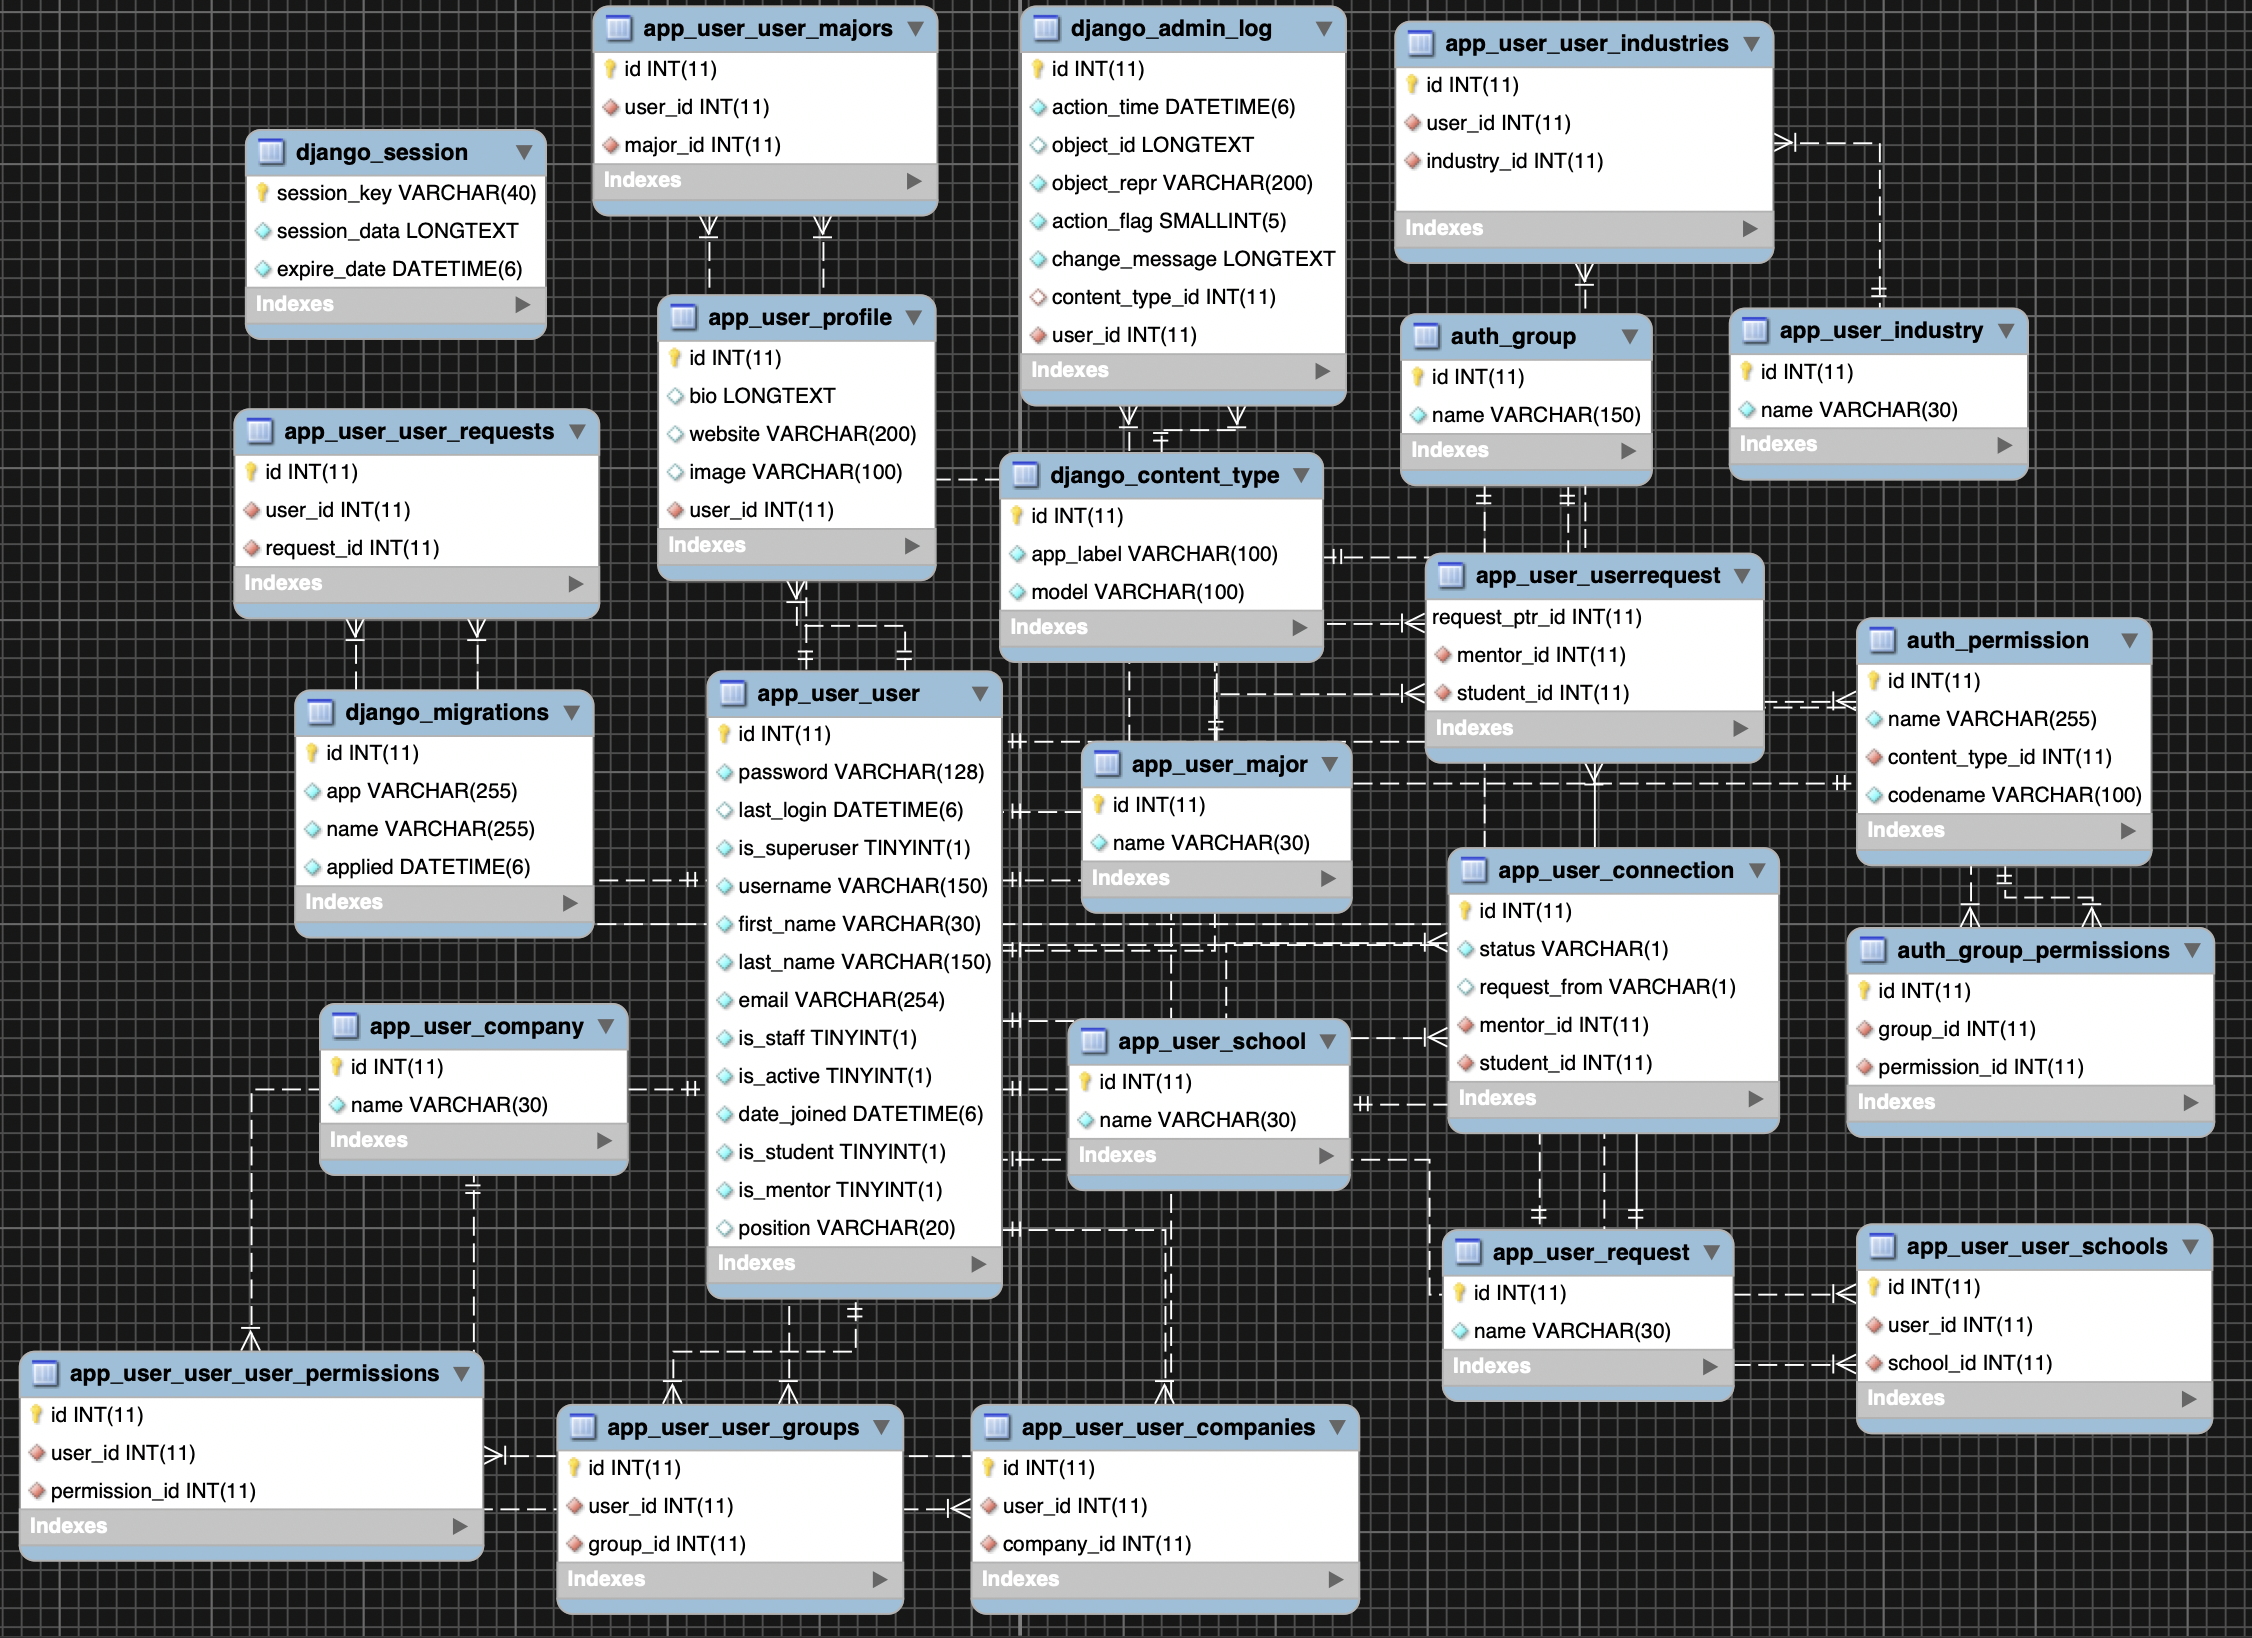 app_user_user_majors
id INT(11)
user_id INT(11)
major_id INT(11)
Indexes
django_admin_log
id INT(11)
action_time DATETIME(6)
object_id LONGTEXT
object_repr VARCHAR(200)
action_flag SMALLINT(5)
change_message LONGTEXT
content_type_id INT(11)
user_id INT(11)
Indexes
app_user_user_industries
id INT(11)
user_id INT(11)
industry_id INT(11)
Indexes
django_session
session_key VARCHAR(40)
session_data LONGTEXT
expire_date DATETIME(6)
Indexes
app_user_profile
id INT(11)
bio LONGTEXT
website VARCHAR(200)
image VARCHAR(100)
user_id INT(11)
Indexes
auth_group
id INT(11)
name VARCHAR(150)
Indexes
app_user_industry
id INT(11)
name VARCHAR(30)
Indexes
app_user_user_requests
id INT(11)
user_id INT(11)
request_id INT(11)
Indexes
django_content_type
id INT(11)
app_label VARCHAR(100)
model VARCHAR(100)
Indexes
app_user_userrequest
request_ptr_id INT(11)
mentor_id INT(11)
student_id INT(11)
Indexes
auth_permission
id INT(11)
name VARCHAR(255)
content_type_id INT(11)
codename VARCHAR(100)
Indexes
django_migrations
id INT(11)
app VARCHAR(255)
name VARCHAR(255)
applied DATETIME(6)
Indexes
app_user_user
id INT(11)
password VARCHAR(128)
last_login DATETIME(6)
is_superuser TINYINT(1)
username VARCHAR(150)
first_name VARCHAR(30)
last_name VARCHAR(150)
email VARCHAR(254)
is_staff TINYINT(1)
is_active TINYINT(1)
date_joined DATETIME(6)
is_student TINYINT(1)
is_mentor TINYINT(1)
position VARCHAR(20)
Indexes
app_user_major
id INT(11)
name VARCHAR(30)
Indexes
app_user_connection
id INT(11)
status VARCHAR(1)
request_from VARCHAR(1)
mentor_id INT(11)
student_id INT(11)
Indexes
auth_group_permissions
id INT(11)
group_id INT(11)
permission_id INT(11)
Indexes
app_user_company
id INT(11)
name VARCHAR(30)
Indexes
app_user_school
id INT(11)
name VARCHAR(30)
Indexes
app_user_request
id INT(11)
name VARCHAR(30)
Indexes
app_user_user_schools
id INT(11)
user_id INT(11)
school_id INT(11)
Indexes
app_user_user_user_permissions
id INT(11)
user_id INT(11)
permission_id INT(11)
Indexes
app_user_user_groups
id INT(11)
user_id INT(11)
group_id INT(11)
Indexes
app_user_user_companies
id INT(11)
user_id INT(11)
company_id INT(11)
Indexes